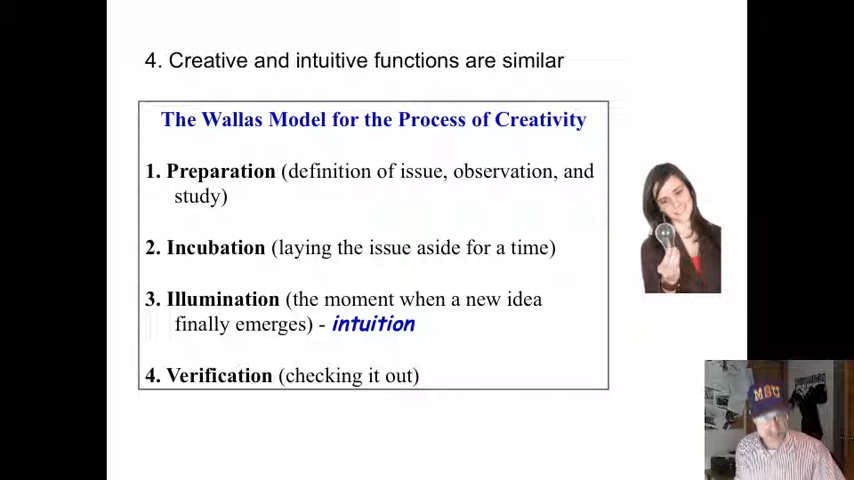 4. Creative and intuitive functions are similar
The Wallas Model for the Process of Creativity
1. Preparation (definition of issue, observation, and
study)
2. Incubation (laying the issue aside for a time)
3. Illumination (the moment when a new idea
finally emerges) - intuition
4. Verification (checking it out)
MSU